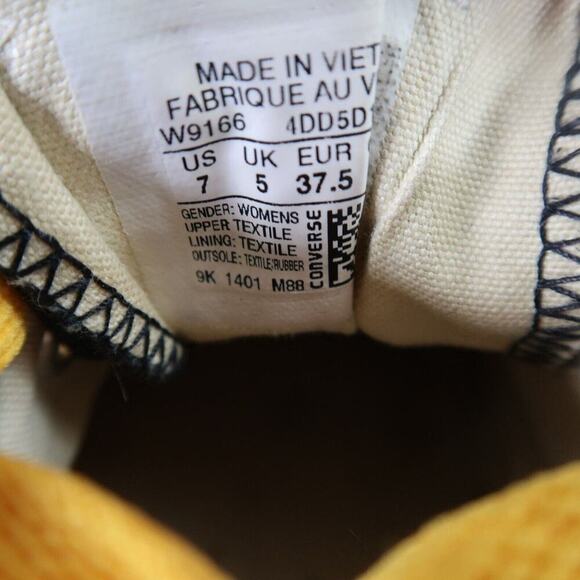 MADE IN VIET
FABRIQUE AU V
W9166 4DD5D
US UK EUR
7 5 37.5
GENDER: WOMENS
UPPER: TEXTILE
LINING: TEXTILE
OUTSOLE: TEXTILE/RUBBER
9K 1401 M88
CONVERSE